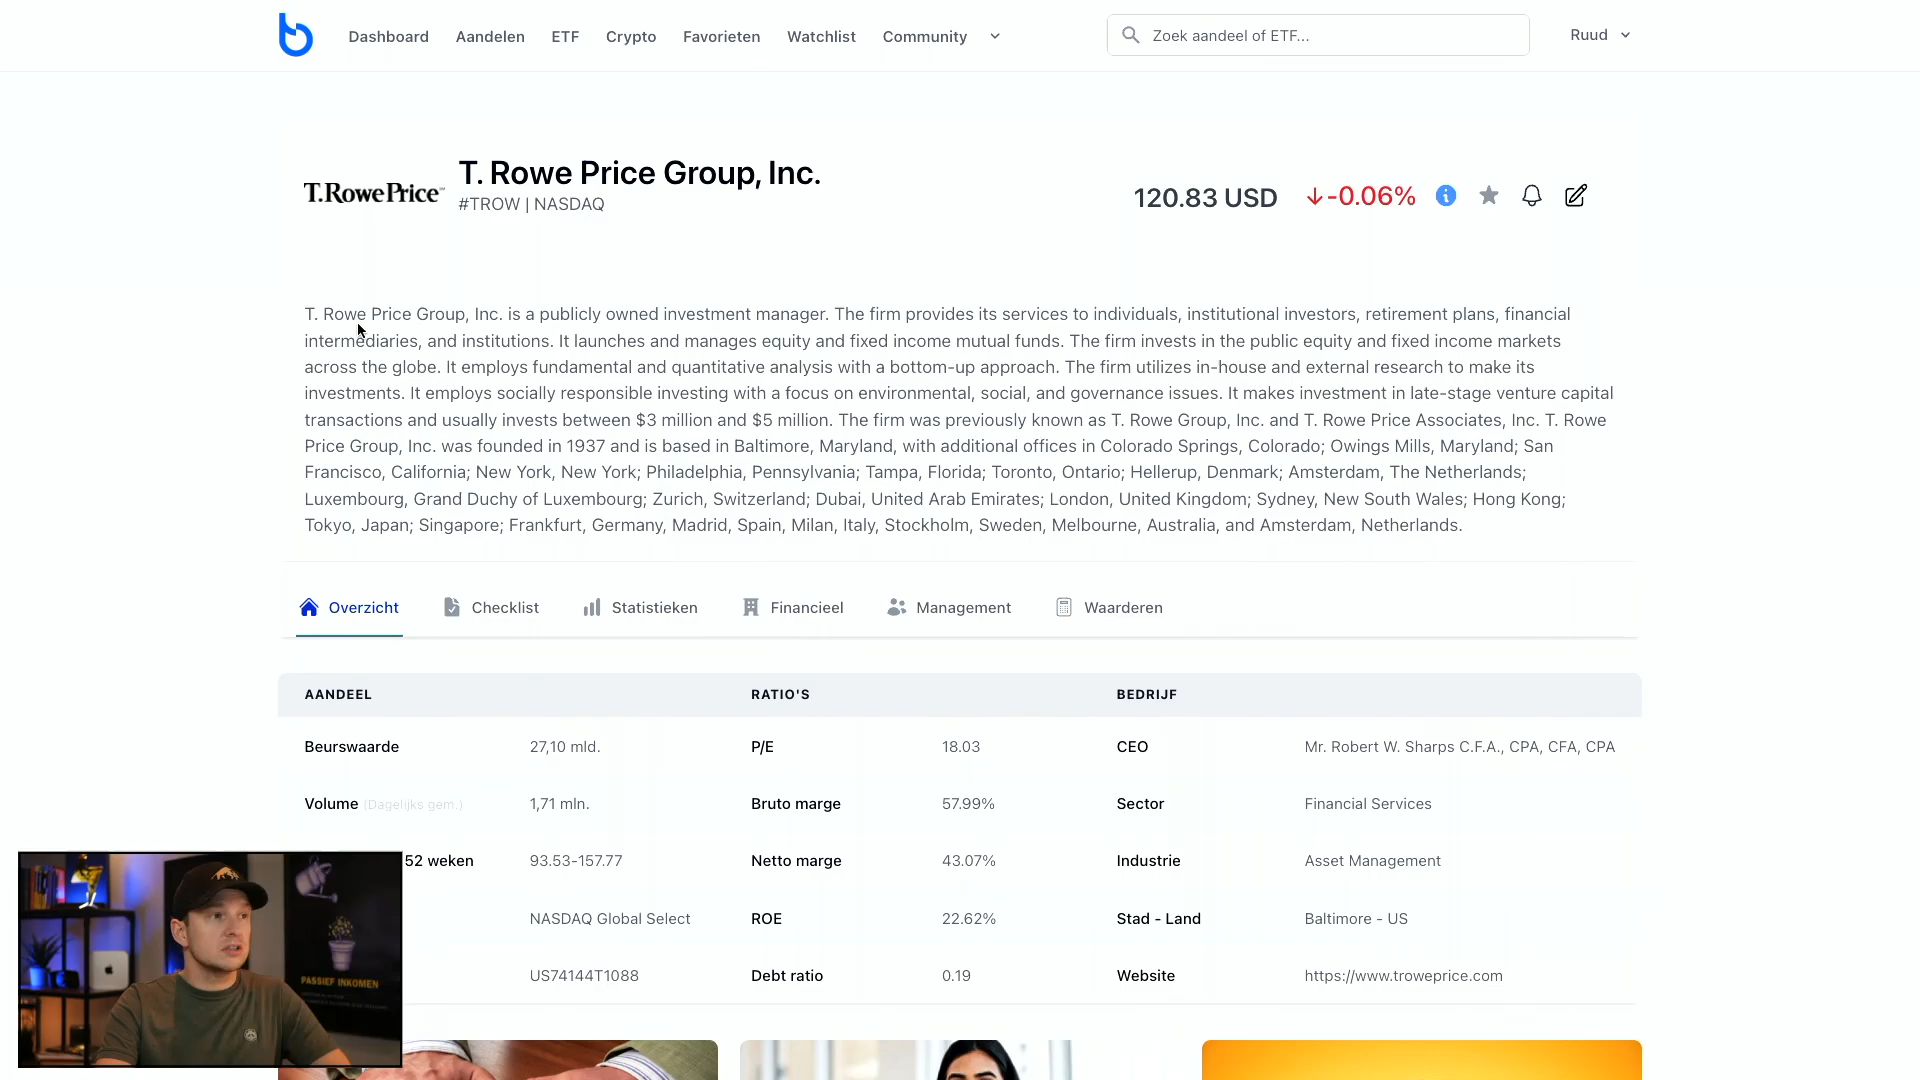 Dashboard Aandelen ETF Crypto Favorieten Watchlist Community Zoek aandeel of ETF... Ruud
T. Rowe Price Group, Inc.
T.RowePrice
#TROW | NASDAQ
120.83 USD -0.06%
T. Rowe Price Group, Inc. is a publicly owned investment manager. The firm provides its services to individuals, institutional investors, retirement plans, financial
intermediaries, and institutions. It launches and manages equity and fixed income mutual funds. The firm invests in the public equity and fixed income markets
across the globe. It employs fundamental and quantitative analysis with a bottom-up approach. The firm utilizes in-house and external research to make its
investments. It employs socially responsible investing with a focus on environmental, social, and governance issues. It makes investment in late-stage venture capital
transactions and usually invests between $3 million and $5 million. The firm was previously known as T. Rowe Group, Inc. and T. Rowe Price Associates, Inc. T. Rowe
Price Group, Inc. was founded in 1937 and is based in Baltimore, Maryland, with additional offices in Colorado Springs, Colorado; Owings Mills, Maryland; San
Francisco, California; New York, New York; Philadelphia, Pennsylvania; Tampa, Florida; Toronto, Ontario; Hellerup, Denmark; Amsterdam, The Netherlands;
Luxembourg, Grand Duchy of Luxembourg; Zurich, Switzerland; Dubai, United Arab Emirates; London, United Kingdom; Sydney, New South Wales; Hong Kong;
Tokyo, Japan; Singapore; Frankfurt, Germany, Madrid, Spain, Milan, Italy, Stockholm, Sweden, Melbourne, Australia, and Amsterdam, Netherlands.
Overzicht Checklist Statistieken Financieel Management Waarderen
AANDEEL RATIO'S BEDRIJF
Beurswaarde 27,10 mld. P/E 18.03 CEO Mr. Robert W. Sharps C.F.A., CPA, CFA, CPA
Volume (Dagelijks gem.) 1,71 mln. Bruto marge 57.99% Sector Financial Services
52 weken 93.53-157.77 Netto marge 43.07% Industrie Asset Management
NASDAQ Global Select ROE 22.62% Stad - Land Baltimore - US
US74144T1088 Debt ratio 0.19 Website https://www.troweprice.com
PASSIEF INKOMEN